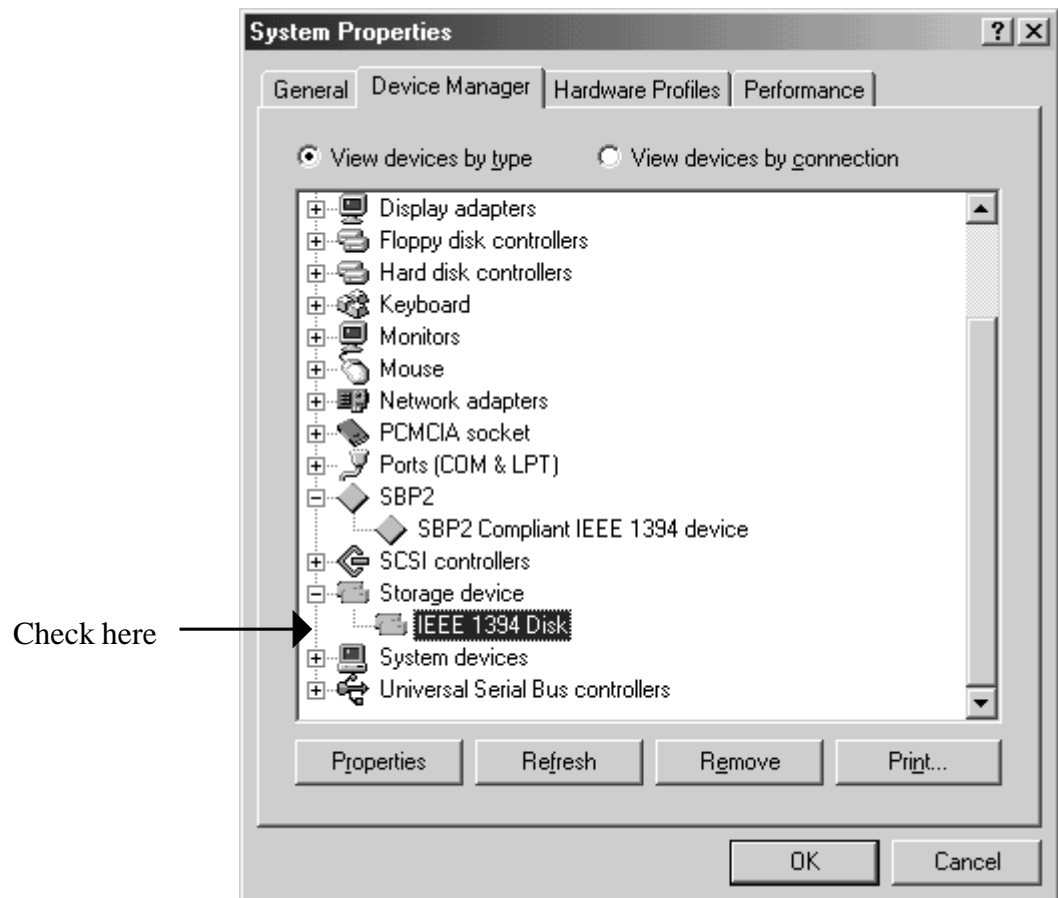 System Properties
General Device Manager Hardware Profiles Performance
View devices by type View devices by connection
Display adapters
Floppy disk controllers
Hard disk controllers
Keyboard
Monitors
Mouse
Network adapters
PCMCIA socket
Ports (COM & LPT)
SBP2
SBP2 Compliant IEEE 1394 device
SCSI controllers
Storage device
Check here IEEE 1394 Disk
System devices
Universal Serial Bus controllers
Properties Refresh Remove Print...
OK Cancel